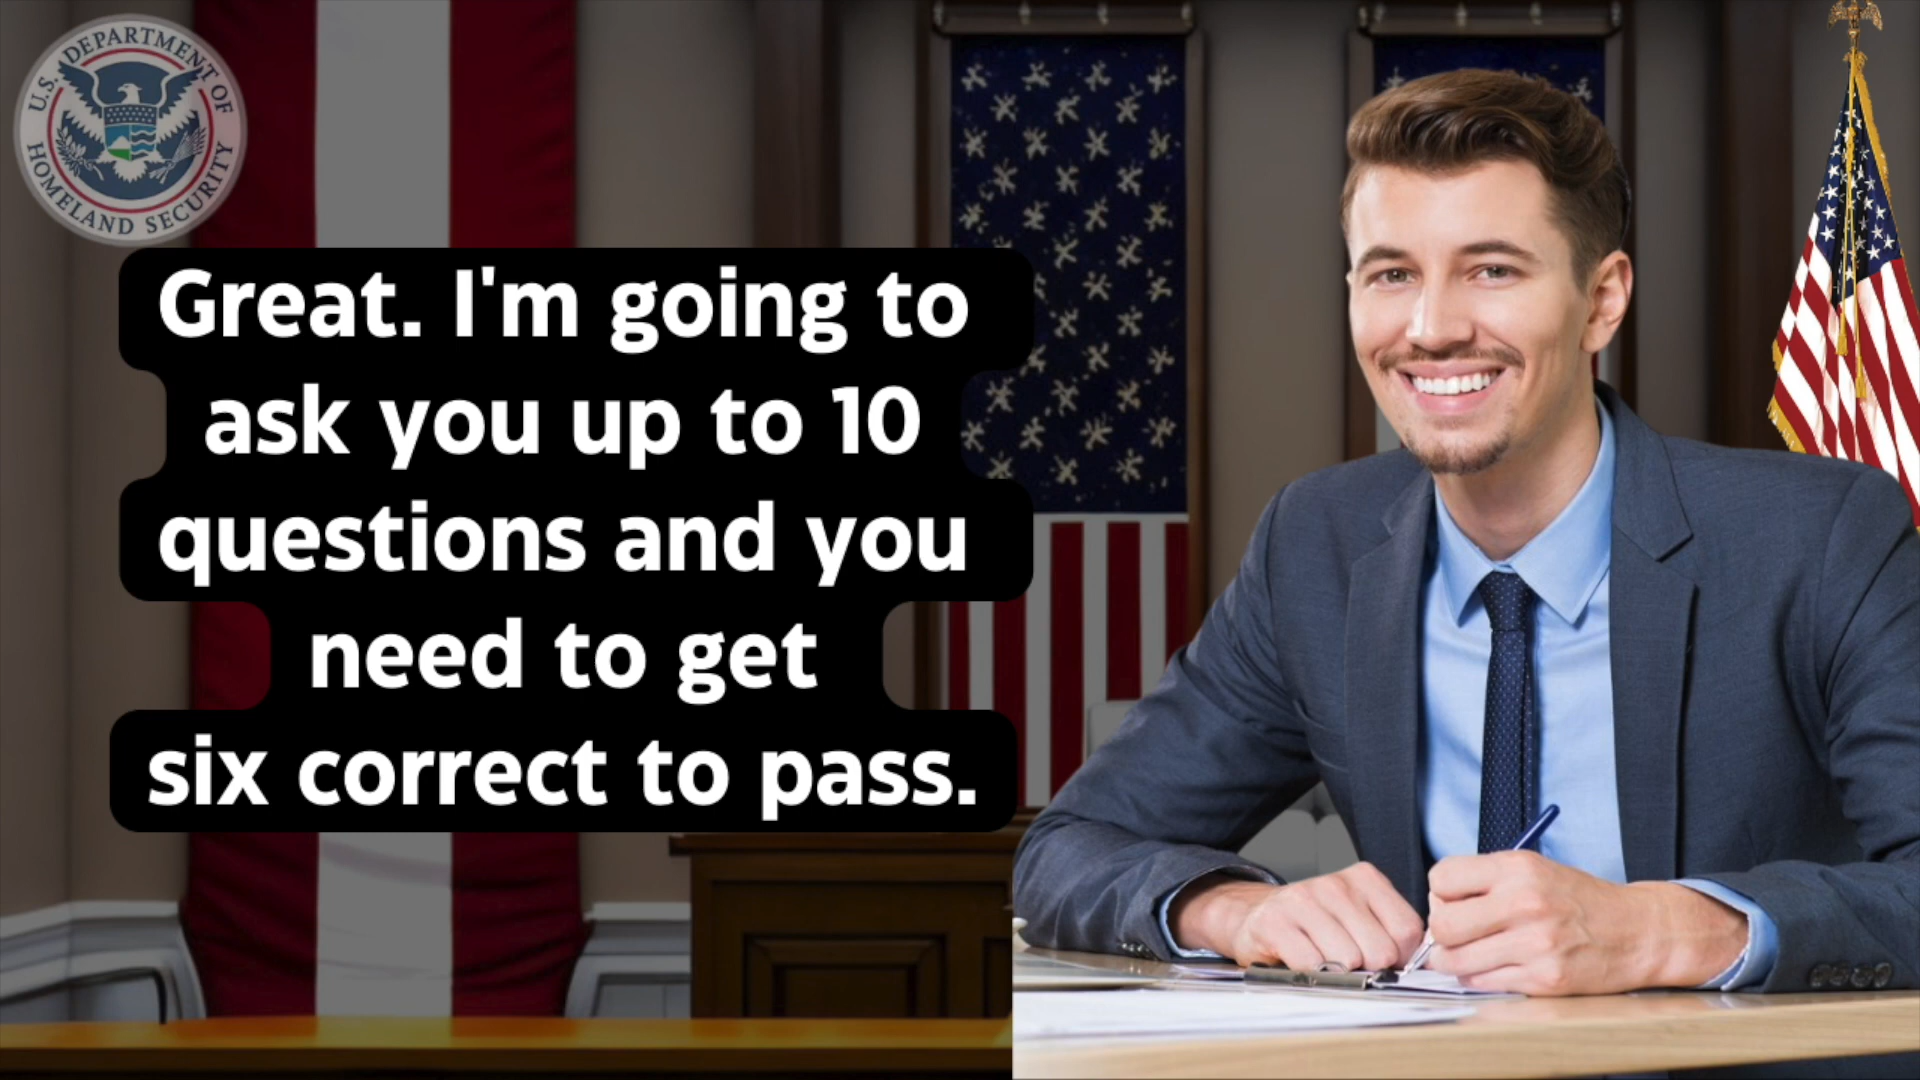 U.S. DEPARTMENT OF
HOMELAND SECURITY
Great. I'm going to
ask you up to 10
questions and you
need to get
six correct to pass.